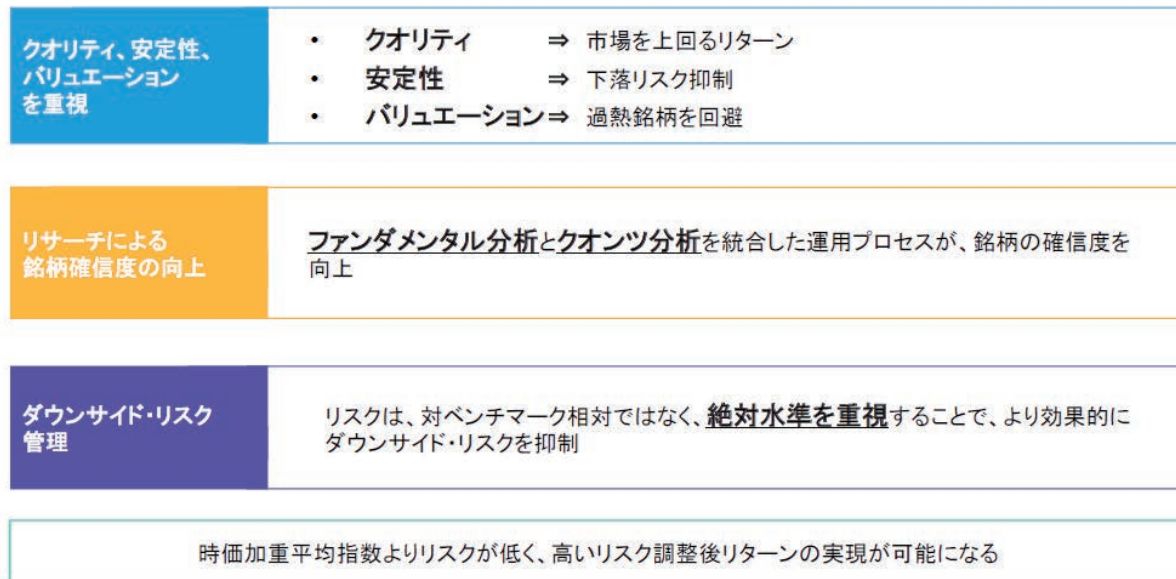 クオリティ、安定性、
バリュエーション
を重視
• クオリティ ⇒ 市場を上回るリターン
• 安定性 ⇒ 下落リスク抑制
• バリュエーション⇒ 過熱銘柄を回避
リサーチによる
銘柄確信度の向上
ファンダメンタル分析とクオンツ分析を統合した運用プロセスが、銘柄の確信度を
向上
ダウンサイド・リスク
管理
リスクは、対ベンチマーク相対ではなく、絶対水準を重視することで、より効果的に
ダウンサイド・リスクを抑制
時価加重平均指数よりリスクが低く、高いリスク調整後リターンの実現が可能になる